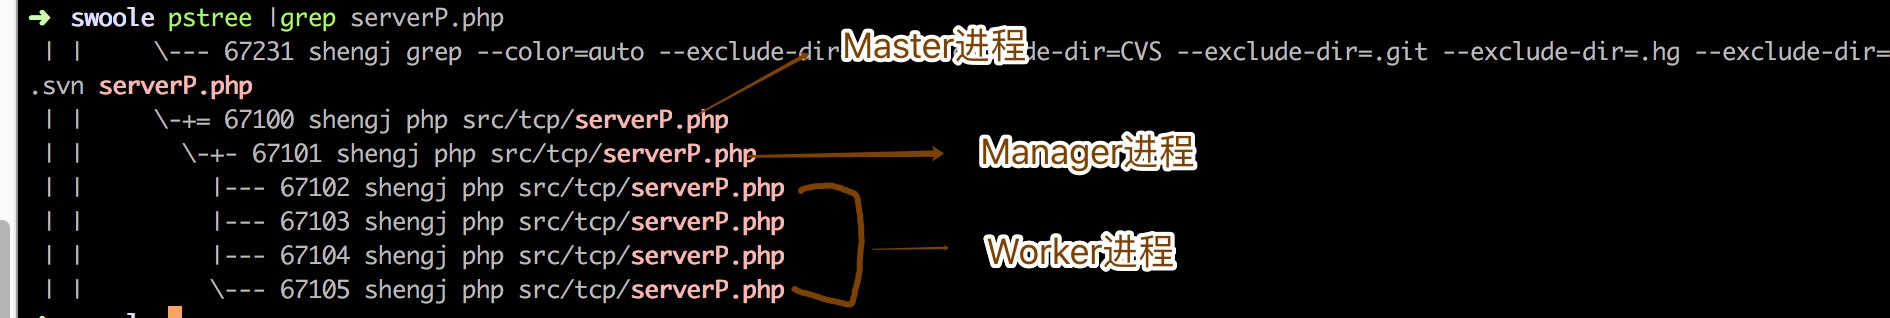 ➜ swoole pstree |grep serverP.php
| | \--- 67231 shengj grep --color=auto --exclude-dir Master进程 de-dir=CVS --exclude-dir=.git --exclude-dir=.hg --exclude-dir=
.svn serverP.php
| | \-+= 67100 shengj php src/tcp/serverP.php
| | \-+- 67101 shengj php src/tcp/serverP.php Manager进程
| | |--- 67102 shengj php src/tcp/serverP.php
| | |--- 67103 shengj php src/tcp/serverP.php
| | |--- 67104 shengj php src/tcp/serverP.php Worker进程
| | \--- 67105 shengj php src/tcp/serverP.php